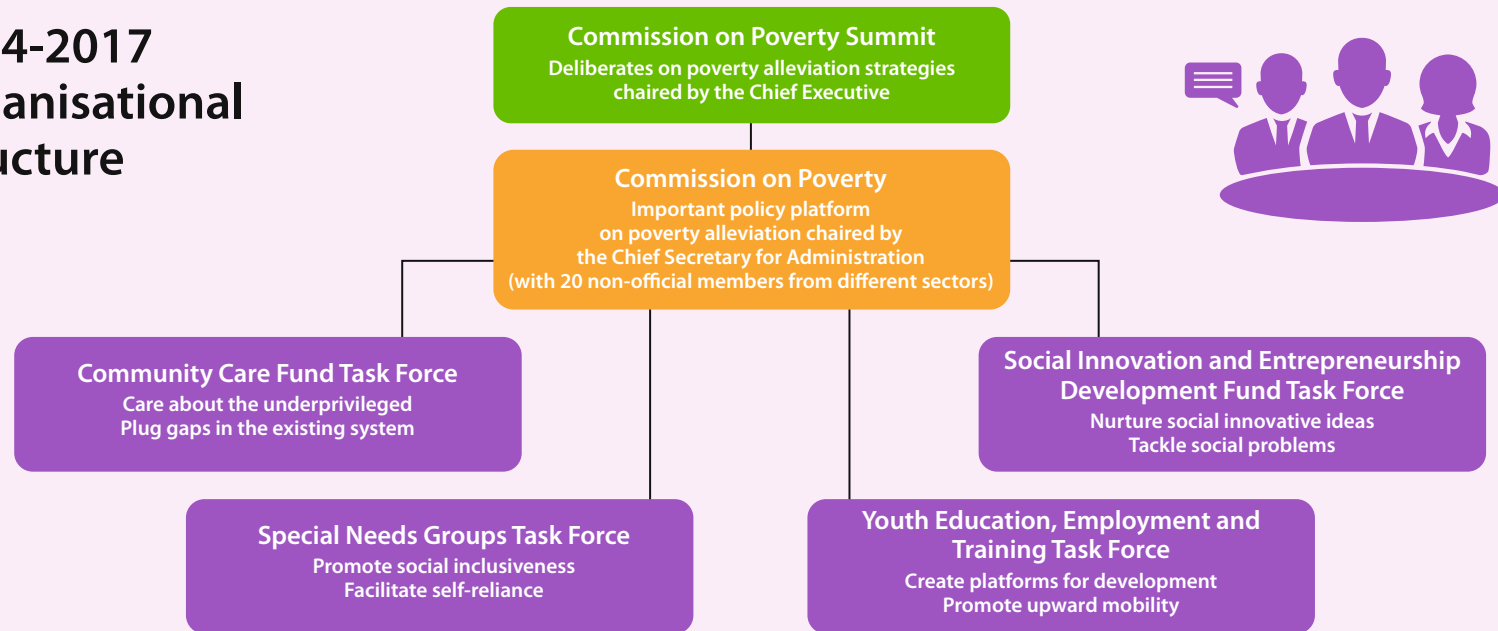 4-2017
anisational
ucture
Commission on Poverty Summit
Deliberates on poverty alleviation strategies
chaired by the Chief Executive
Commission on Poverty
Important policy platform
on poverty alleviation chaired by
the Chief Secretary for Administration
(with 20 non-official members from different sectors)
Community Care Fund Task Force
Care about the underprivileged
Plug gaps in the existing system
Social Innovation and Entrepreneurship
Development Fund Task Force
Nurture social innovative ideas
Tackle social problems
Special Needs Groups Task Force
Promote social inclusiveness
Facilitate self-reliance
Youth Education, Employment and
Training Task Force
Create platforms for development
Promote upward mobility